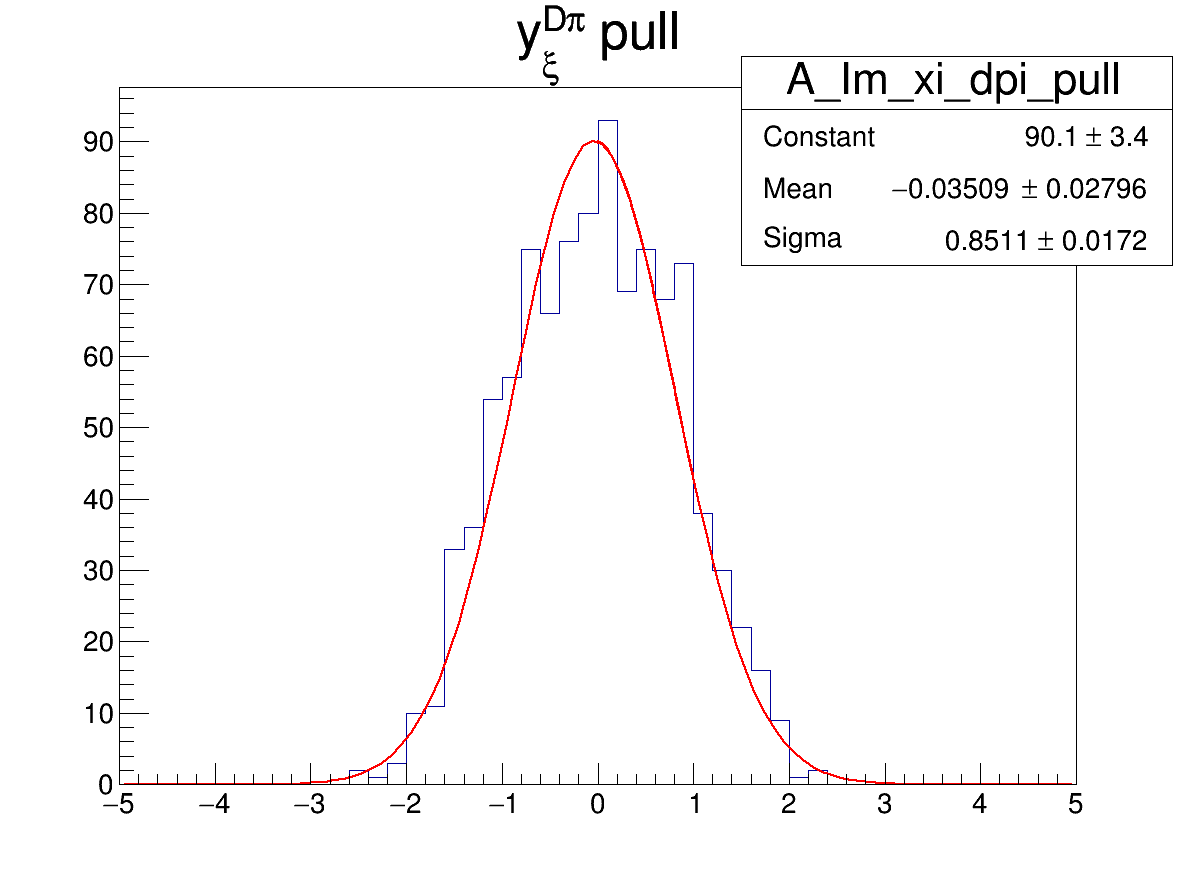 y_ξ^{Dπ} pull
A_Im_xi_dpi_pull
Constant 90.1 ± 3.4
Mean −0.03509 ± 0.02796
Sigma 0.8511 ± 0.0172
90
80
70
60
50
40
30
20
10
0
−5 −4 −3 −2 −1 0 1 2 3 4 5